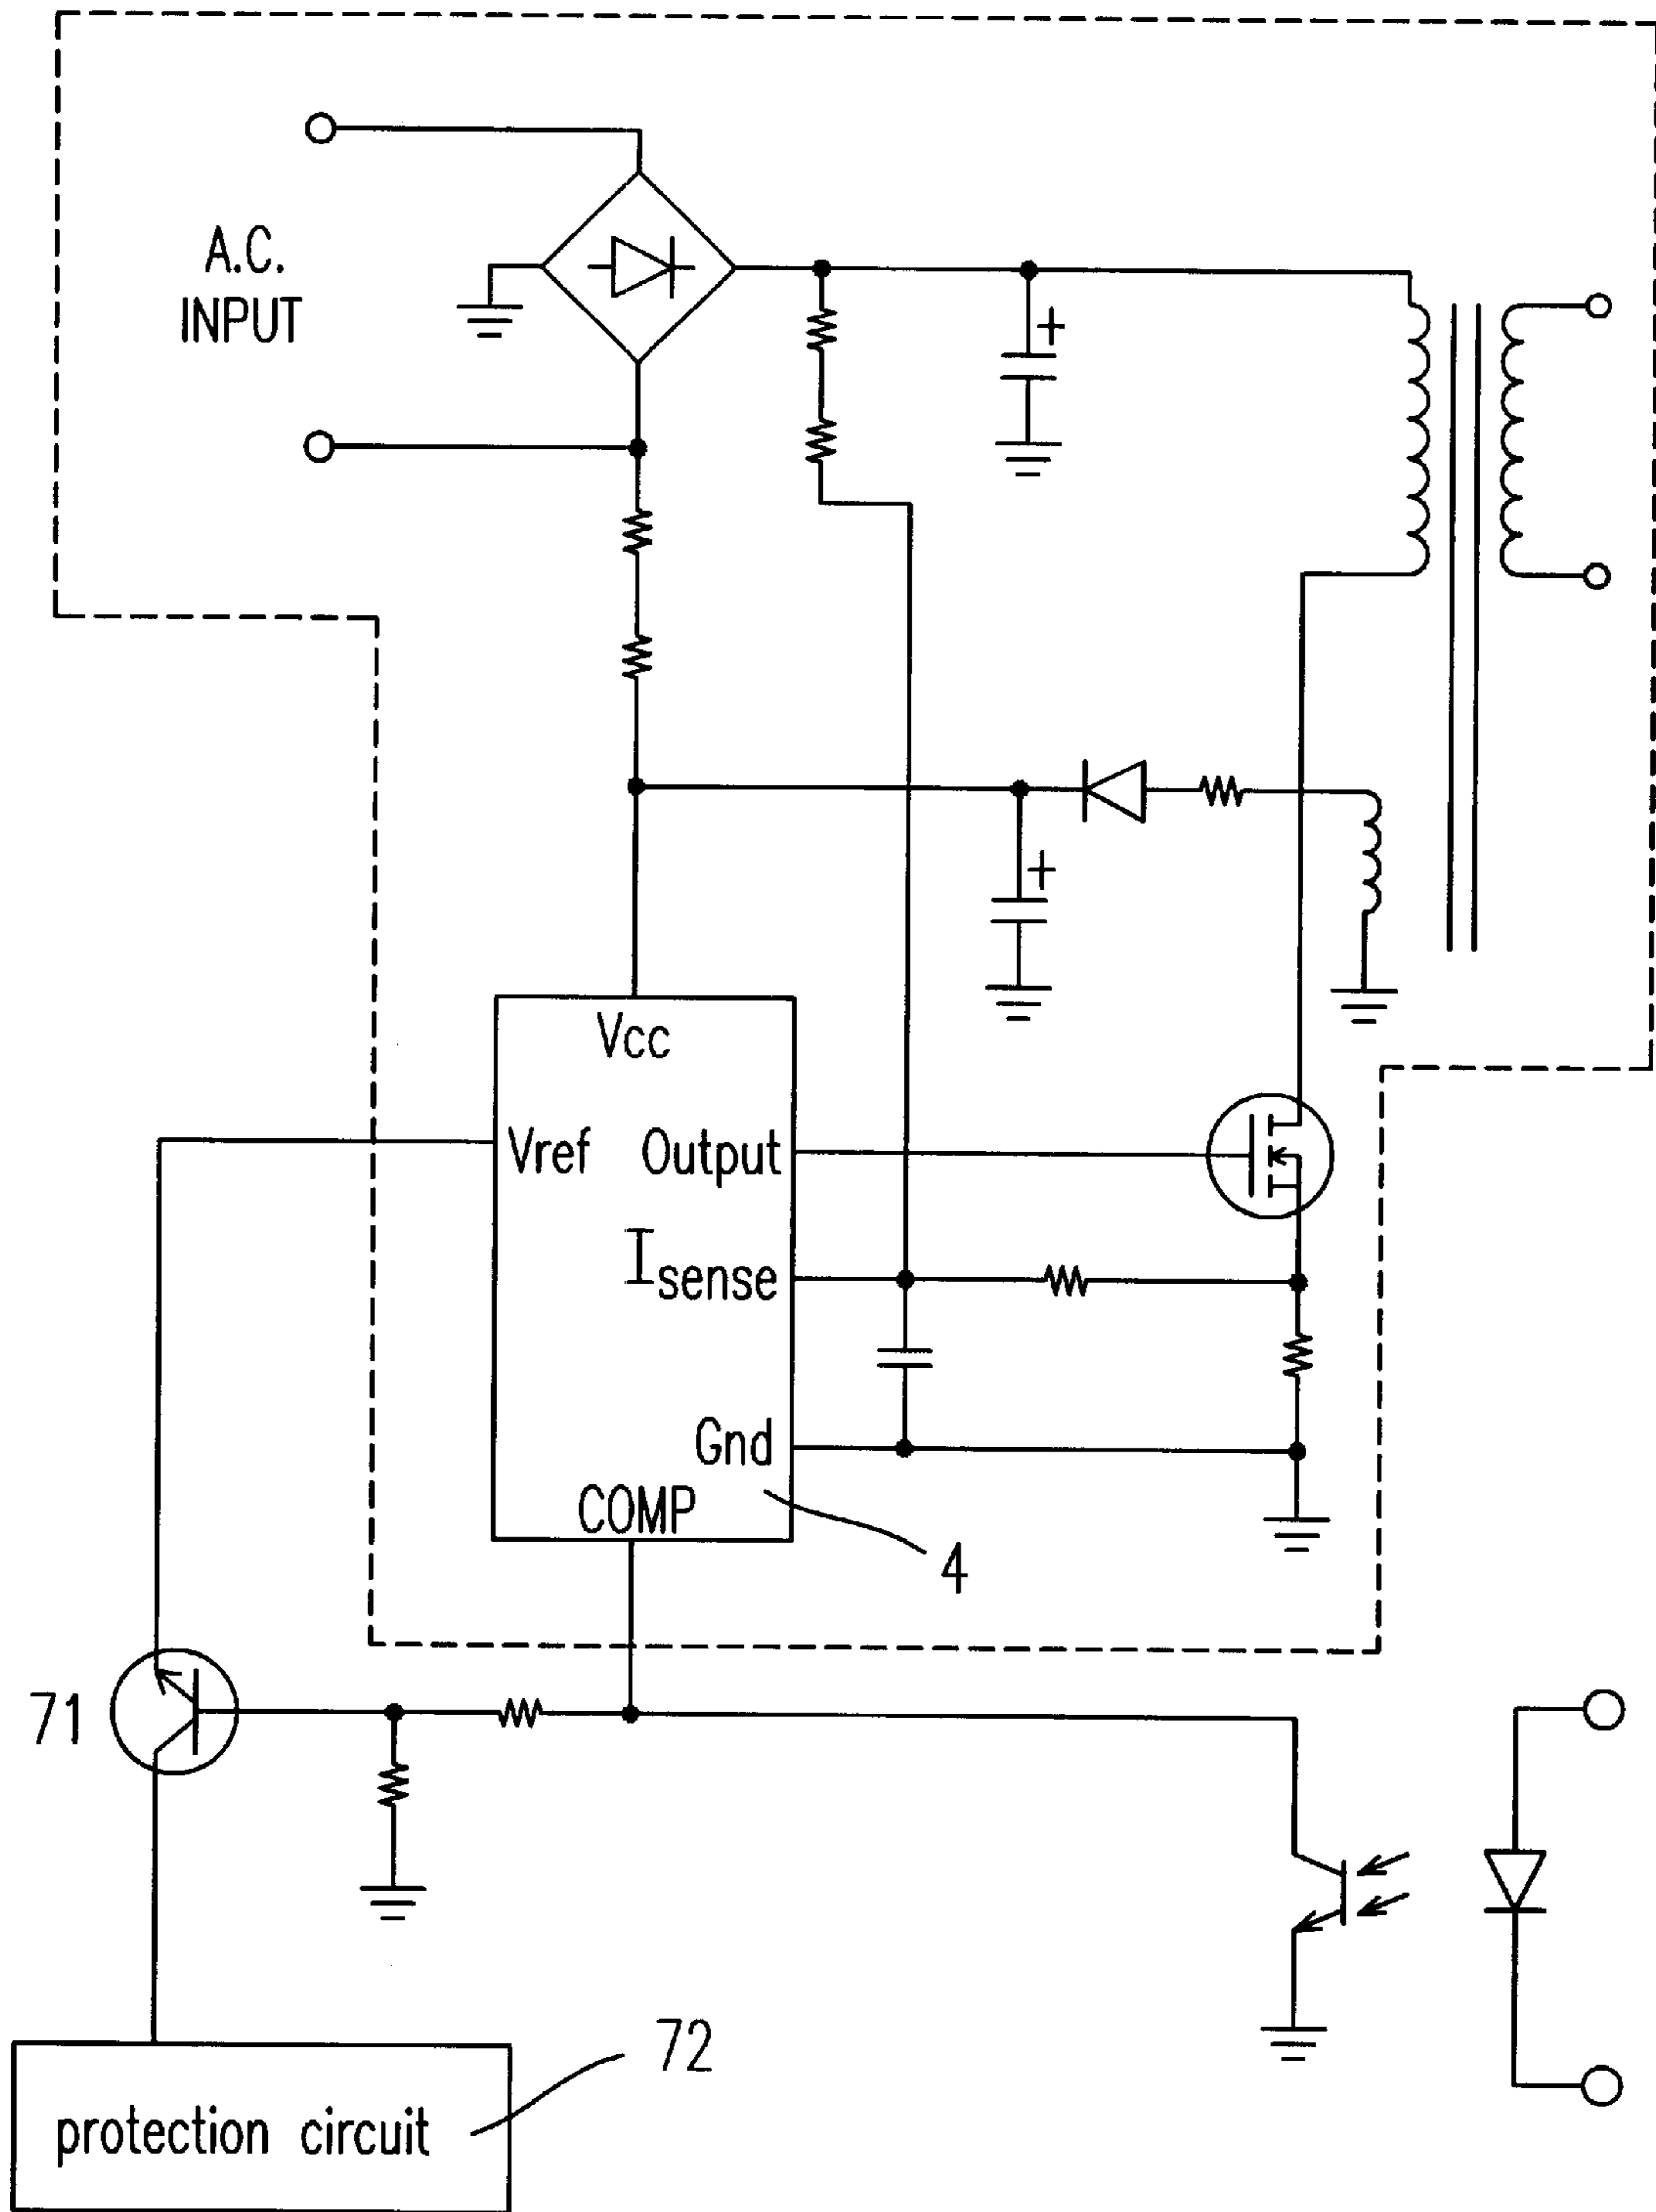 A.C.
INPUT
+
+
Vcc
Vref Output
Isense
Gnd
COMP
4
71
72
protection circuit